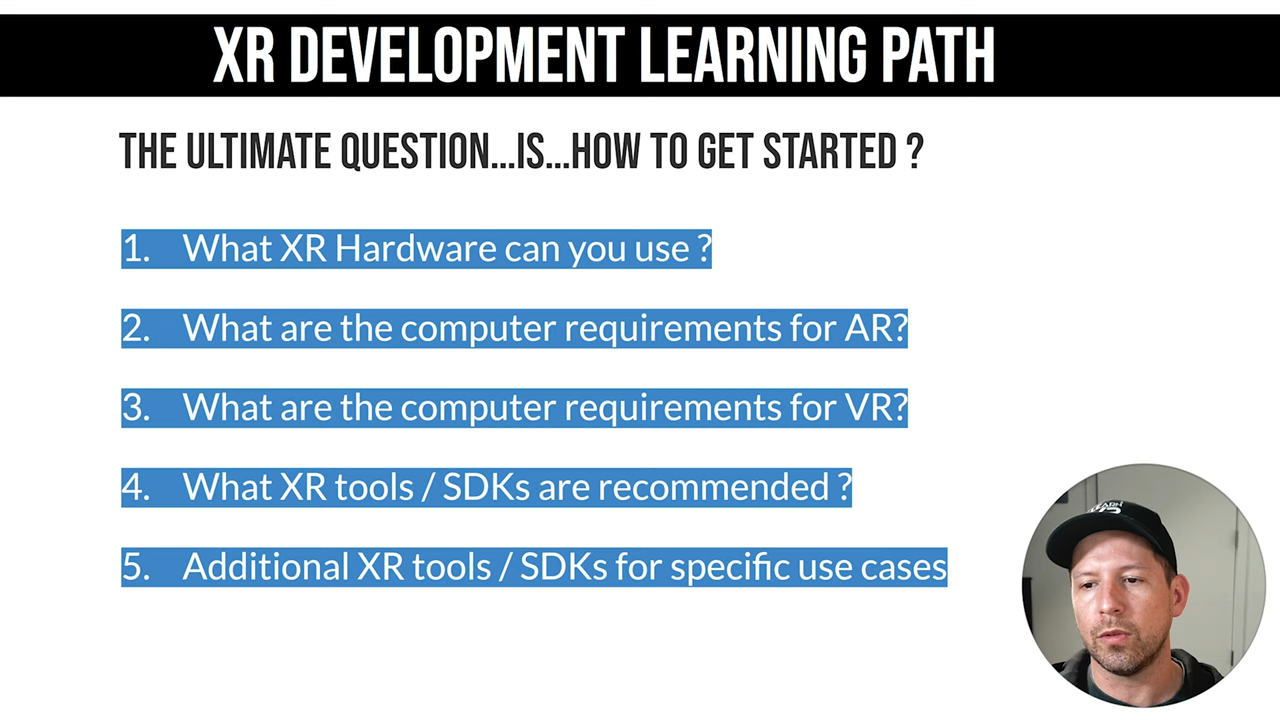 XR DEVELOPMENT LEARNING PATH
THE ULTIMATE QUESTION...IS...HOW TO GET STARTED ?
1. What XR Hardware can you use ?
2. What are the computer requirements for AR?
3. What are the computer requirements for VR?
4. What XR tools / SDKs are recommended ?
5. Additional XR tools / SDKs for specific use cases
LEARN